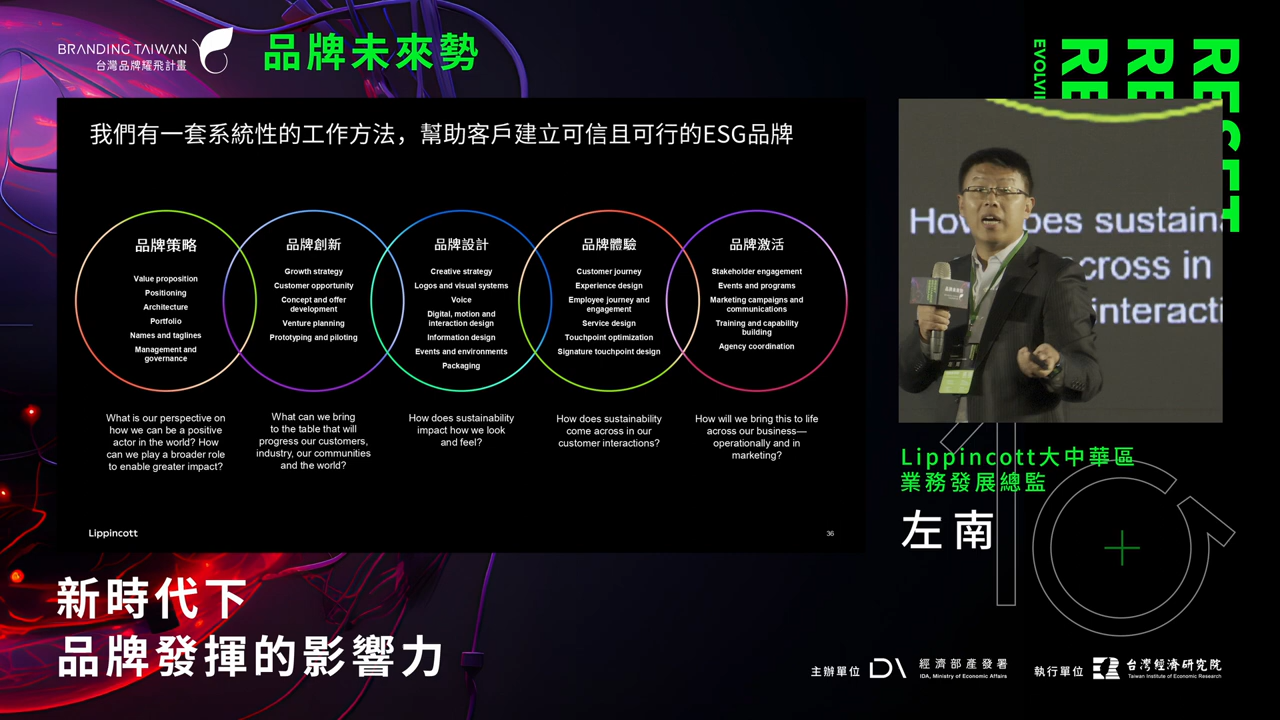 BRANDING TAIWAN
台灣品牌耀飛計畫
品牌未來勢
RESET
RE
RE
我們有一套系統性的工作方法，幫助客戶建立可信且可行的ESG品牌
品牌策略
Value proposition
Positioning
Architecture
Portfolio
Names and taglines
Management and
governance
What is our perspective on
how we can be a positive
actor in the world? How
can we play a broader role
to enable greater impact?
品牌創新
Growth strategy
Customer opportunity
Concept and offer
development
Venture planning
Prototyping and piloting
What can we bring
to the table that will
progress our customers,
industry, our communities
and the world?
品牌設計
Creative strategy
Logos and visual systems
Voice
Digital, motion and
interaction design
Information design
Events and environments
Packaging
How does sustainability
impact how we look
and feel?
品牌體驗
Customer journey
Experience design
Employee journey and
engagement
Service design
Touchpoint optimization
Signature touchpoint design
How does sustainability
come across in our
customer interactions?
品牌激活
Stakeholder engagement
Events and programs
Marketing campaigns and
communications
Training and capability
building
Agency coordination
How will we bring this to life
across our business—
operationally and in
marketing?
Lippincott
36
Lippincott大中華區
業務發展總監
左南
新時代下
品牌發揮的影響力
主辦單位
經濟部產發署
IDA, Ministry of Economic Affairs
執行單位
台灣經濟研究院
Taiwan Institute of Economic Research